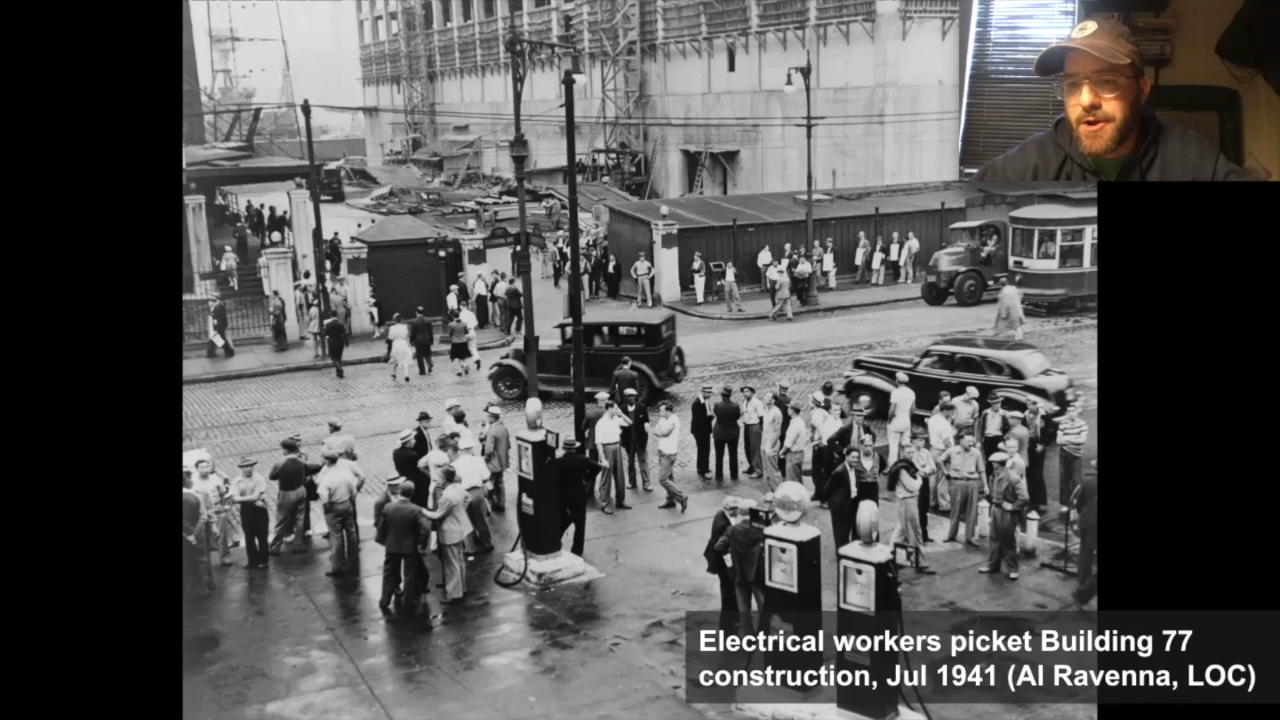 Electrical workers picket Building 77
construction, Jul 1941 (Al Ravenna, LOC)